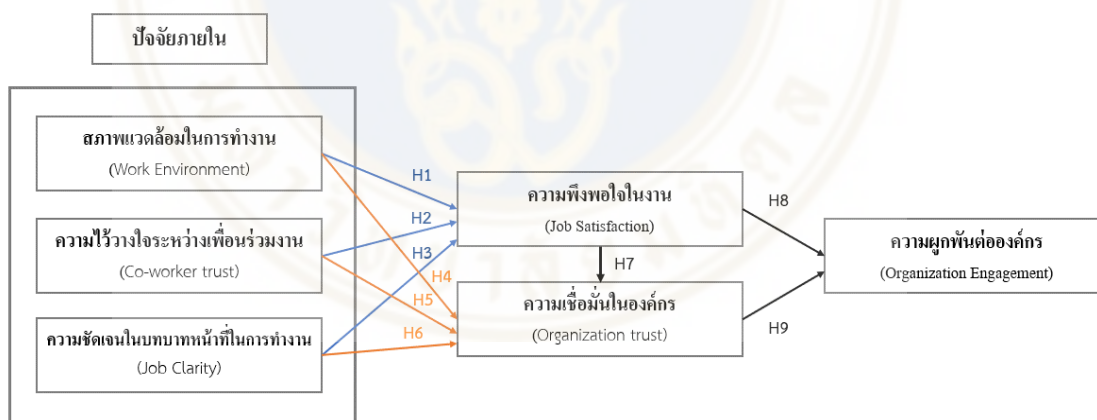 ปัจจัยภายใน
สภาพแวดล้อมในการทำงาน
(Work Environment)
ความไว้วางใจระหว่างเพื่อนร่วมงาน
(Co-worker trust)
ความชัดเจนในบทบาทหน้าที่ในการทำงาน
(Job Clarity)
H1
H2
H3
H4
H5
H6
ความพึงพอใจในงาน
(Job Satisfaction)
H7
ความเชื่อมั่นในองค์กร
(Organization trust)
H8
H9
ความผูกพันต่อองค์กร
(Organization Engagement)